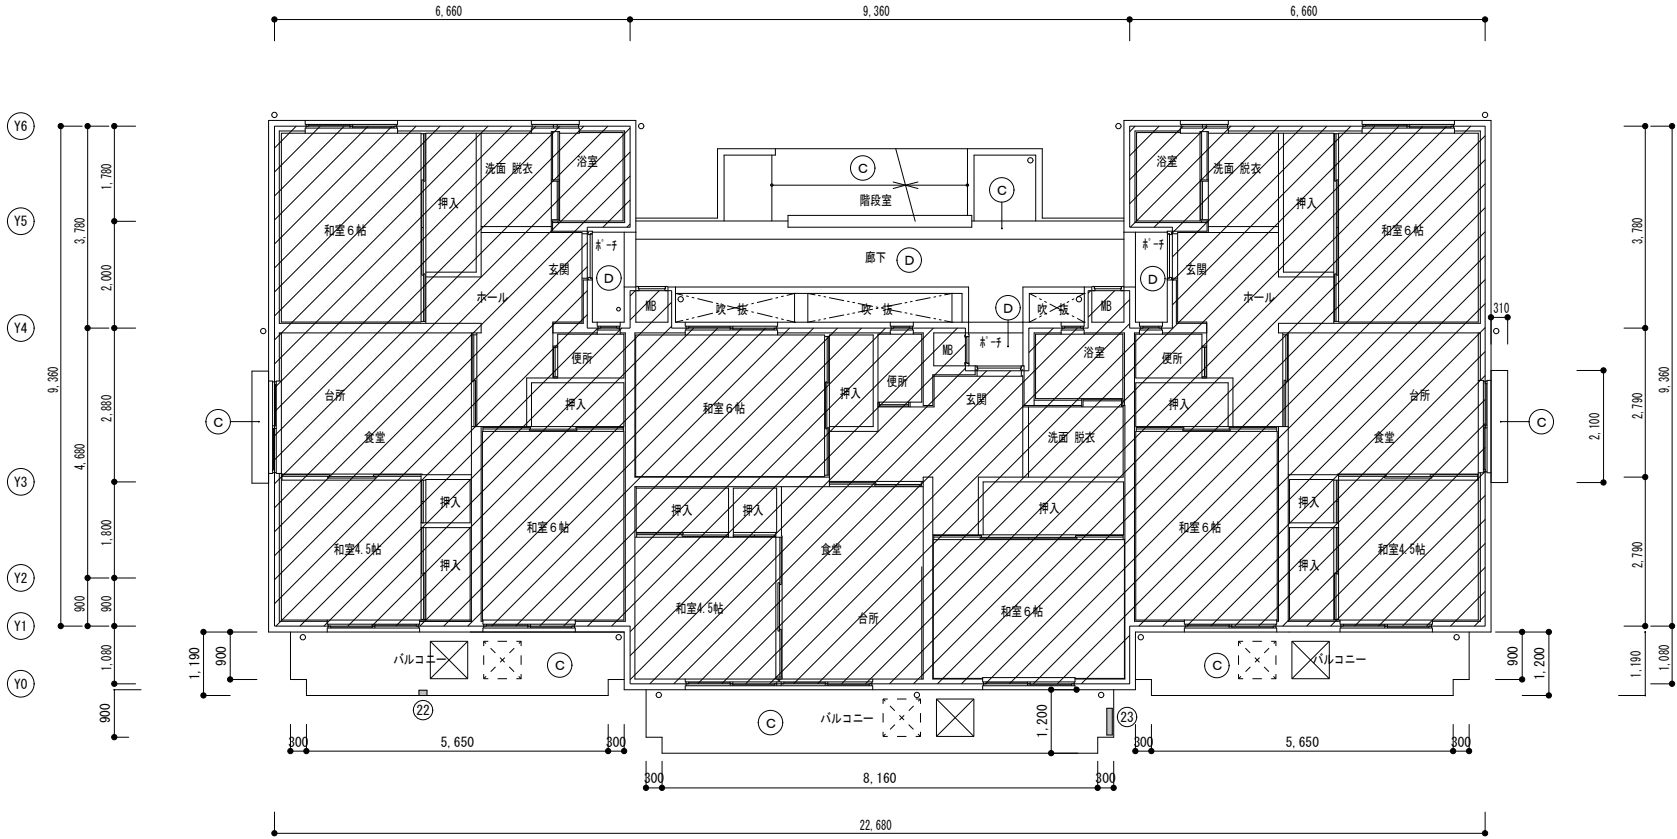 6,660
9,360
6,660
Y6
Y5
Y4
Y3
Y2
Y1
Y0
9,360
3,780
4,680
900
1,780
2,000
2,880
1,800
900
1,080
900
1,190
900
和室6帖
押入
洗面 脱衣
浴室
ポーチ
D
玄関
ホール
便所
押入
台所
食堂
C
押入
和室4.5帖
押入
和室6帖
バルコニー
C
22
300
5,650
300
C
階段室
C
廊下
D
MB
吹・抜
吹・抜
D
吹・抜
MB
ポーチ
MB
浴室
和室6帖
押入
便所
玄関
洗面 脱衣
押入
押入
押入
食堂
和室4.5帖
台所
和室6帖
C
バルコニー
1,200
23
300
8,160
300
浴室
洗面 脱衣
押入
和室6帖
ポーチ
D
玄関
ホール
便所
押入
台所
食堂
C
押入
和室6帖
和室4.5帖
押入
C
バルコニー
300
5,650
300
310
2,100
3,780
2,790
2,790
9,360
900
1,200
1,190
1,080
22,680